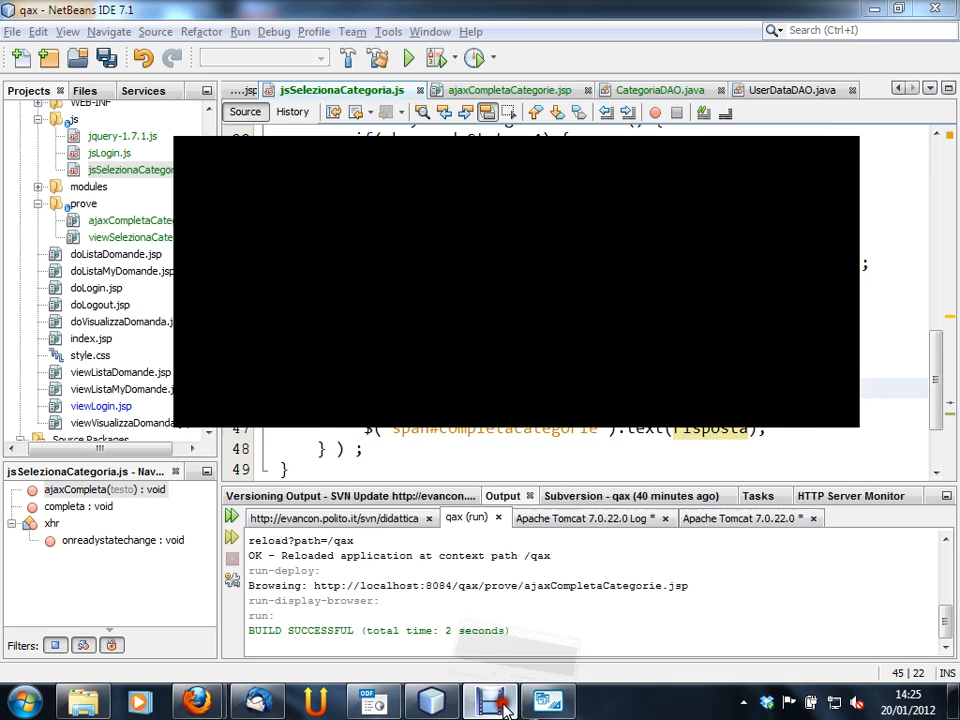 qax - NetBeans IDE 7.1
File Edit View Navigate Source Refactor Run Debug Profile Team Tools Window Help
Search (Ctrl+I)
Projects Files Services
....jsp jsSelezionaCategoria.js ajaxCompletaCategorie.jsp CategoriaDAO.java UserDataDAO.java
Source History
WEB-INF
js
jquery-1.7.1.js
jsLogin.js
jsSelezionaCategor
modules
prove
ajaxCompletaCate
viewSelezionaCate
doListaDomande.jsp
doListaMyDomande.jsp
doLogin.jsp
doLogout.jsp
doVisualizzaDomanda.j
index.jsp
style.css
viewListaDomande.jsp
viewListaMyDomande.j
viewLogin.jsp
viewVisualizzaDomanda
Source Packages
;
47 $("span#completacategorie").text(risposta);
48 } ) ;
49 }
jsSelezionaCategoria.js - Nav...
ajaxCompleta(testo) : void
completa : void
xhr
onreadystatechange : void
Filters:
Versioning Output - SVN Update http://evancon.... Output Subversion - qax (40 minutes ago) Tasks HTTP Server Monitor
http://evancon.polito.it/svn/didattica qax (run) Apache Tomcat 7.0.22.0 Log * Apache Tomcat 7.0.22.0 *
reload?path=/qax
OK - Reloaded application at context path /qax
run-deploy:
Browsing: http://localhost:8084/qax/prove/ajaxCompletaCategorie.jsp
run-display-browser:
run:
BUILD SUCCESSFUL (total time: 2 seconds)
45 | 22 INS
ODF
14:25
20/01/2012